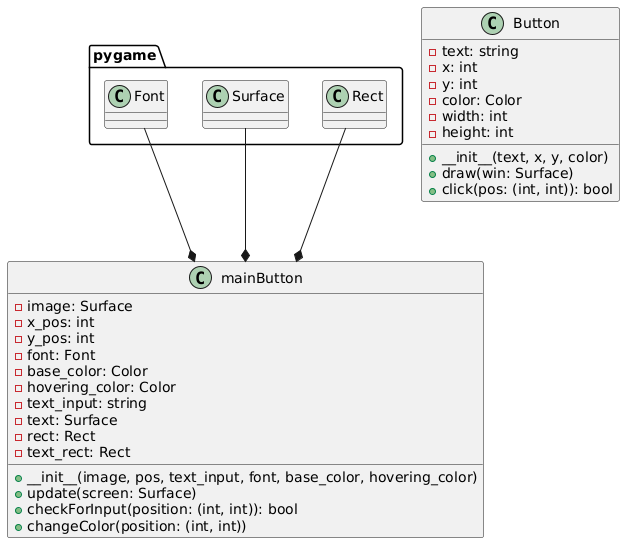 pygame
C Font
C Surface
C Rect
C Button
text: string
x: int
y: int
color: Color
width: int
height: int
__init__(text, x, y, color)
draw(win: Surface)
click(pos: (int, int)): bool
C mainButton
image: Surface
x_pos: int
y_pos: int
font: Font
base_color: Color
hovering_color: Color
text_input: string
text: Surface
rect: Rect
text_rect: Rect
__init__(image, pos, text_input, font, base_color, hovering_color)
update(screen: Surface)
checkForInput(position: (int, int)): bool
changeColor(position: (int, int))